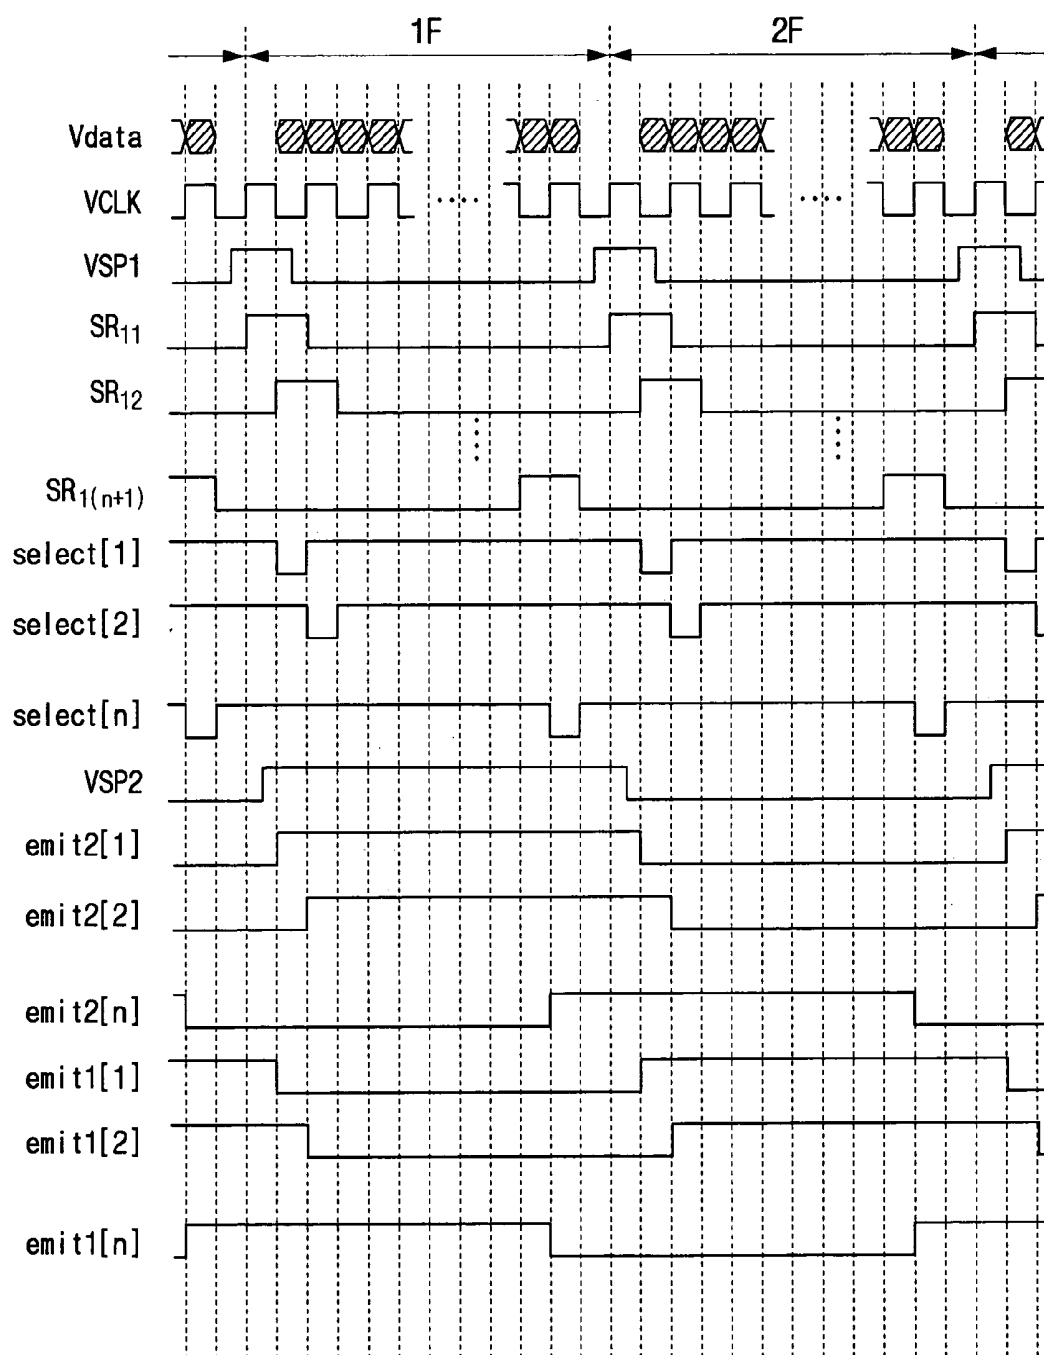 1F 2F
Vdata
VCLK
VSP1
SR11
SR12
SR1(n+1)
select[1]
select[2]
select[n]
VSP2
emit2[1]
emit2[2]
emit2[n]
emit1[1]
emit1[2]
emit1[n]